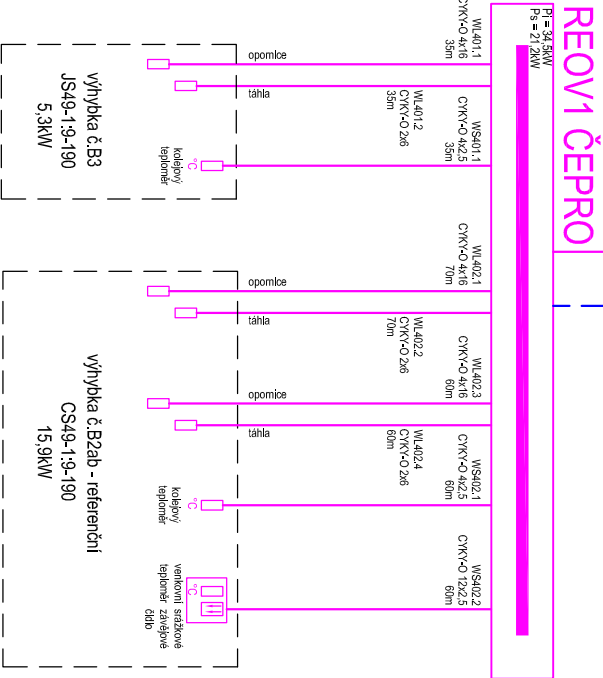 REOV1 ČEPRO
Pi = 34,5kW
Ps = 21,2kW
WL401.1
CYKY-O 4x16
35m
WL401.2
CYKY-O 2x6
35m
WS401.1
CYKY-O 4x2,5
35m
WL402.1
CYKY-O 4x16
70m
WL402.2
CYKY-O 2x6
70m
WL402.3
CYKY-O 4x16
60m
WL402.4
CYKY-O 2x6
60m
WS402.1
CYKY-O 4x2,5
60m
WS402.2
CYKY-O 12x2,5
60m
opornice
táhla
opornice
táhla
opornice
táhla
°C
kolejový
teploměr
výhybka č.B3
JS49-1:9-190
5,3kW
°C
kolejový
teploměr
°C
venkovní srážkové
teploměr závějové
čidlo
výhybka č.B2ab - referenční
CS49-1:9-190
15,9kW